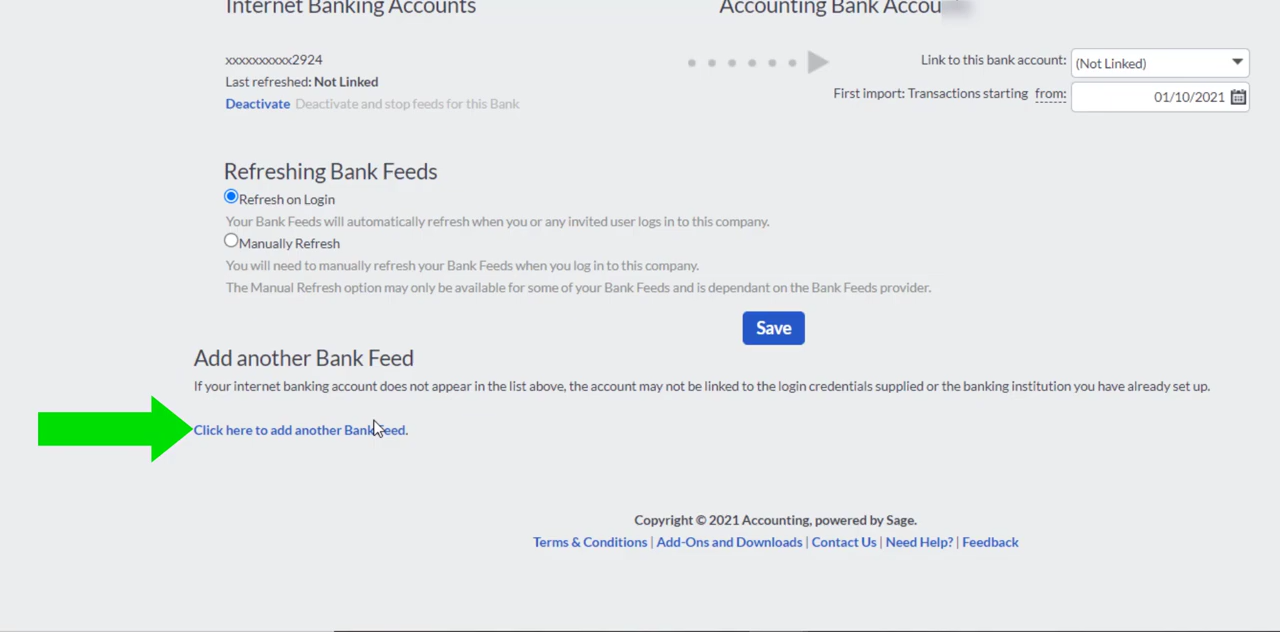 Internet Banking Accounts
Accounting Bank Accou
xxxxxxxxxx2924
Link to this bank account: (Not Linked)
Last refreshed: Not Linked
First import: Transactions starting from: 01/10/2021
Deactivate Deactivate and stop feeds for this Bank
Refreshing Bank Feeds
Refresh on Login
Your Bank Feeds will automatically refresh when you or any invited user logs in to this company.
Manually Refresh
You will need to manually refresh your Bank Feeds when you log in to this company.
The Manual Refresh option may only be available for some of your Bank Feeds and is dependant on the Bank Feeds provider.
Save
Add another Bank Feed
If your internet banking account does not appear in the list above, the account may not be linked to the login credentials supplied or the banking institution you have already set up.
Click here to add another Bank Feed.
Copyright © 2021 Accounting, powered by Sage.
Terms & Conditions | Add-Ons and Downloads | Contact Us | Need Help? | Feedback